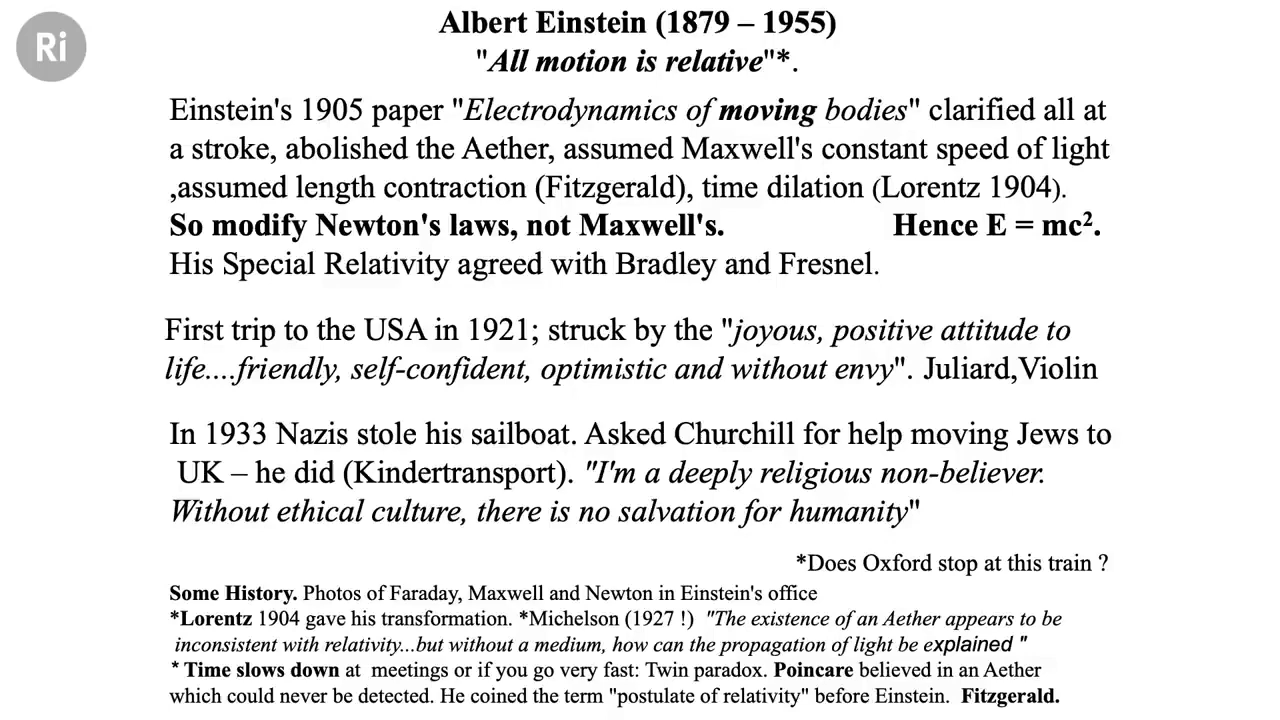 Ri
Albert Einstein (1879 – 1955)
"All motion is relative"*.
Einstein's 1905 paper "Electrodynamics of moving bodies" clarified all at
a stroke, abolished the Aether, assumed Maxwell's constant speed of light
,assumed length contraction (Fitzgerald), time dilation (Lorentz 1904).
So modify Newton's laws, not Maxwell's. Hence E = mc².
His Special Relativity agreed with Bradley and Fresnel.
First trip to the USA in 1921; struck by the "joyous, positive attitude to
life....friendly, self-confident, optimistic and without envy". Juliard,Violin
In 1933 Nazis stole his sailboat. Asked Churchill for help moving Jews to
UK – he did (Kindertransport). "I'm a deeply religious non-believer.
Without ethical culture, there is no salvation for humanity"
*Does Oxford stop at this train ?
Some History. Photos of Faraday, Maxwell and Newton in Einstein's office
*Lorentz 1904 gave his transformation. *Michelson (1927 !) "The existence of an Aether appears to be
inconsistent with relativity...but without a medium, how can the propagation of light be explained "
* Time slows down at meetings or if you go very fast: Twin paradox. Poincare believed in an Aether
which could never be detected. He coined the term "postulate of relativity" before Einstein. Fitzgerald.